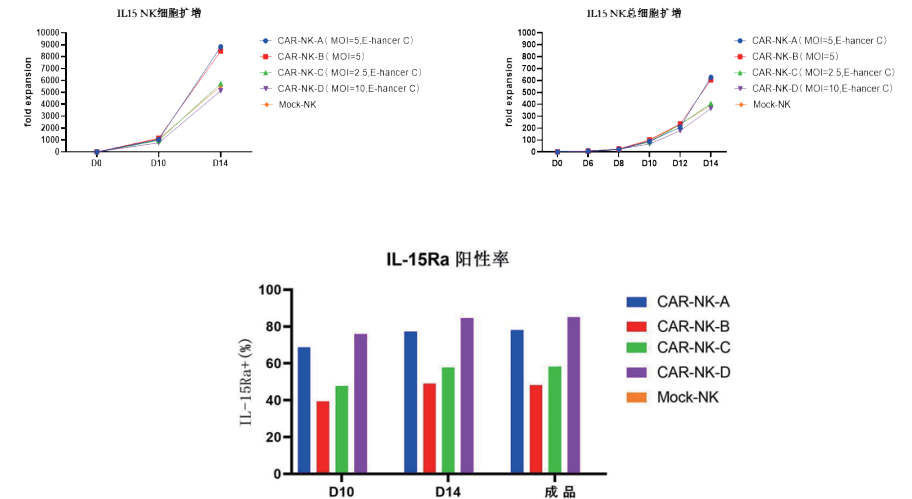 IL15 NK细胞扩增
fold expansion
10000
9000
8000
7000
6000
5000
4000
3000
2000
1000
0
D0
D10
D14
CAR-NK-A( MOI=5,E-hancer C)
CAR-NK-B( MOI=5)
CAR-NK-C( MOI=2.5,E-hancer C)
CAR-NK-D( MOI=10,E-hancer C)
Mock-NK
IL15 NK总细胞扩增
fold expansion
1000
900
800
700
600
500
400
300
200
100
0
D0
D6
D8
D10
D12
D14
CAR-NK-A( MOI=5,E-hancer C)
CAR-NK-B( MOI=5)
CAR-NK-C( MOI=2.5,E-hancer C)
CAR-NK-D( MOI=10,E-hancer C)
Mock-NK
IL-15Ra 阳性率
IL-15Ra+(%)
100
80
60
40
20
0
D10
D14
成品
CAR-NK-A
CAR-NK-B
CAR-NK-C
CAR-NK-D
Mock-NK